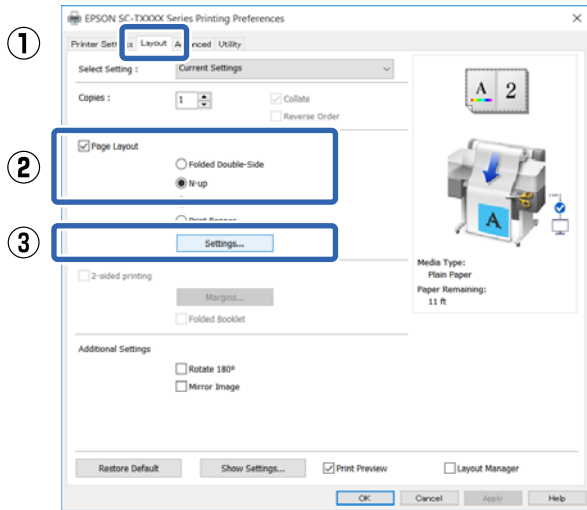 EPSON SC-TXXXX Series Printing Preferences
①
Layout
Utility
Select Setting :
Current Settings
Copies :
1
Collate
Reverse Order
A 2
②
Page Layout
Folded Double-Side
N-up
③
Settings...
A
2-sided printing
Margins...
Folded Booklet
Media Type:
Plain Paper
Paper Remaining:
11 ft
Additional Settings
Rotate 180°
Mirror Image
Restore Default
Show Settings...
Print Preview
Layout Manager
OK
Cancel
Apply
Help